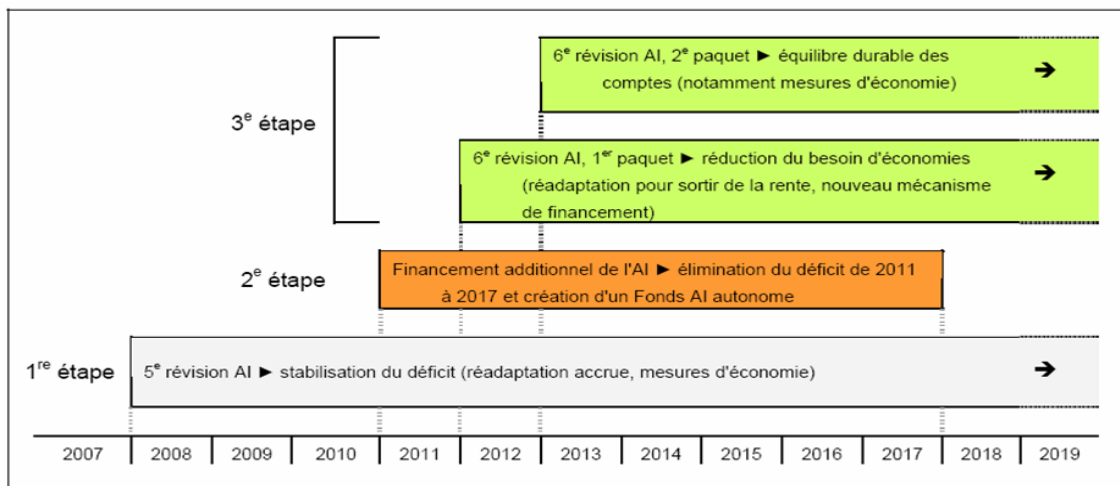 6e révision AI, 2e paquet ► équilibre durable des
comptes (notamment mesures d'économie) ➔
3e étape
6e révision AI, 1er paquet ► réduction du besoin d'économies
(réadaptation pour sortir de la rente, nouveau mécanisme ➔
de financement)
2e étape
Financement additionnel de l'AI ► élimination du déficit de 2011
à 2017 et création d'un Fonds AI autonome
1re étape
5e révision AI ► stabilisation du déficit (réadaptation accrue, mesures d'économie) ➔
2007 2008 2009 2010 2011 2012 2013 2014 2015 2016 2017 2018 2019